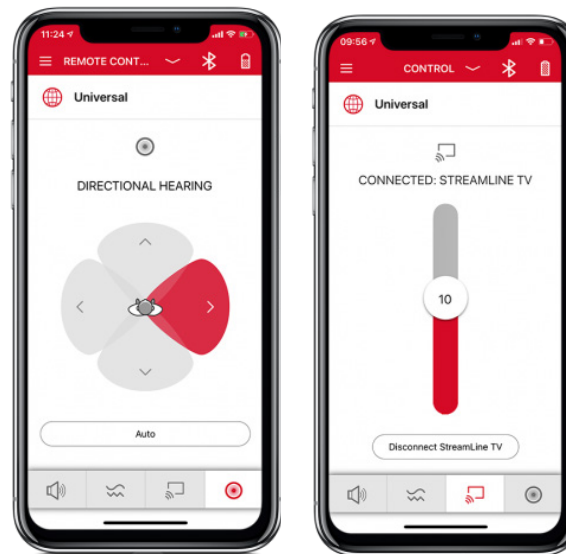 11:24
REMOTE CONT...
Universal
DIRECTIONAL HEARING
Auto
09:56
CONTROL
Universal
CONNECTED: STREAMLINE TV
10
Disconnect StreamLine TV